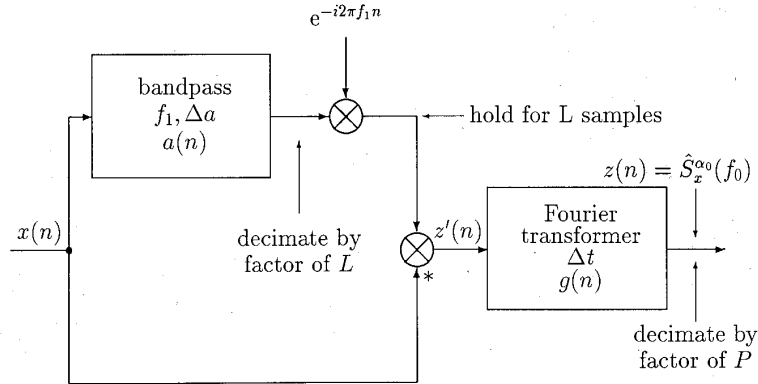 e^{-i2πf_1n}
bandpass
f_1, Δa
a(n)
hold for L samples
z(n) = Ŝ_x^{α_0}(f_0)
x(n)
decimate by
factor of L
z'(n)
*
Fourier
transformer
Δt
g(n)
decimate by
factor of P